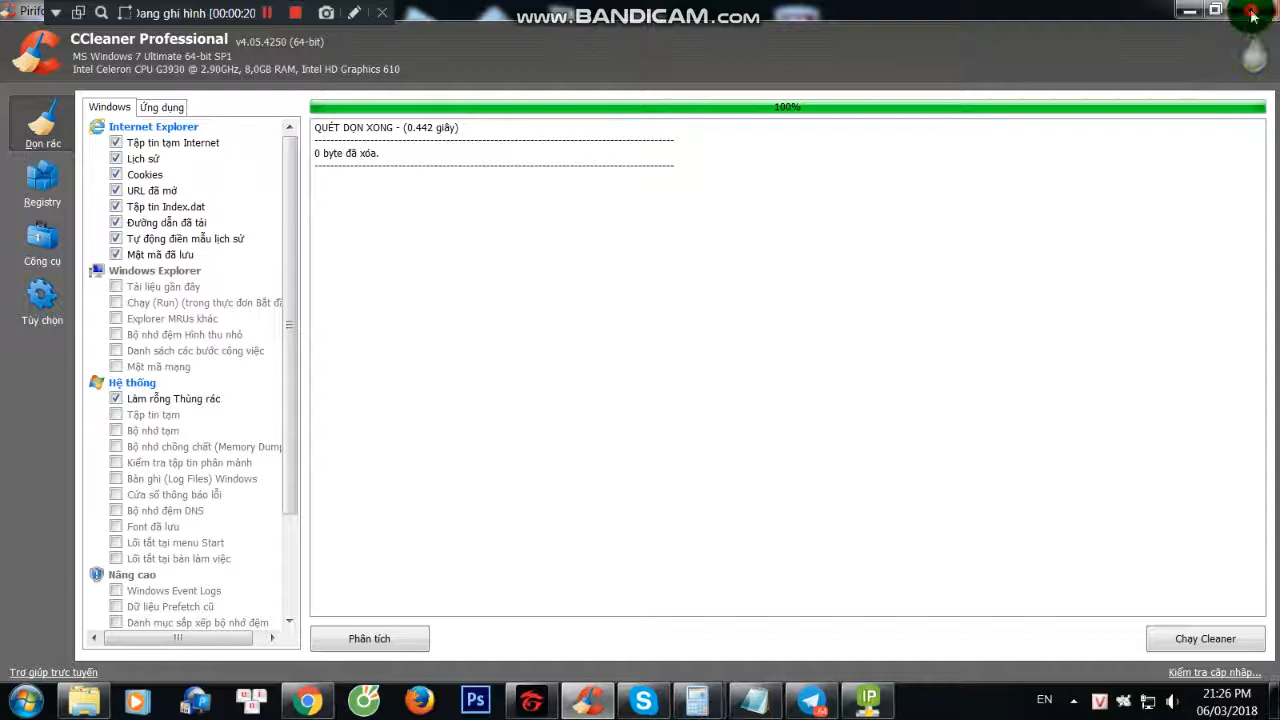 Pirifo
Đang ghi hình [00:00:20]
www.BANDICAM.com
CCleaner Professional v4.05.4250 (64-bit)
MS Windows 7 Ultimate 64-bit SP1
Intel Celeron CPU G3930 @ 2.90GHz, 8,0GB RAM, Intel HD Graphics 610
Dọn rác
Registry
Công cụ
Tùy chọn
Windows
Ứng dụng
Internet Explorer
Tập tin tạm Internet
Lịch sử
Cookies
URL đã mở
Tập tin Index.dat
Đường dẫn đã tải
Tự động điền mẫu lịch sử
Mật mã đã lưu
Windows Explorer
Tài liệu gần đây
Chạy (Run) (trong thực đơn Bắt đầ
Explorer MRUs khác
Bộ nhớ đệm Hình thu nhỏ
Danh sách các bước công việc
Mật mã mạng
Hệ thống
Làm rỗng Thùng rác
Tập tin tạm
Bộ nhớ tạm
Bộ nhớ chồng chất (Memory Dump
Kiểm tra tập tin phân mảnh
Bản ghi (Log Files) Windows
Cửa sổ thông báo lỗi
Bộ nhớ đệm DNS
Font đã lưu
Lối tắt tại menu Start
Lối tắt tại bàn làm việc
Nâng cao
Windows Event Logs
Dữ liệu Prefetch cũ
Danh mục sắp xếp bộ nhớ đệm
100%
QUÉT DỌN XONG - (0.442 giây)
0 byte đã xóa.
Phân tích
Chạy Cleaner
Trợ giúp trực tuyến
Kiểm tra cập nhập...
Ps
64
IP
EN
V
21:26 PM
06/03/2018